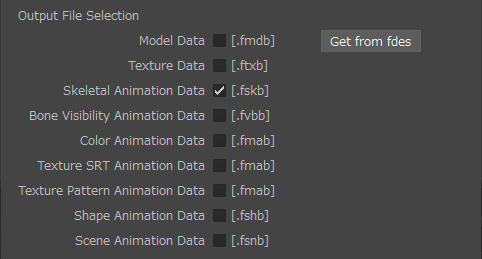 Output File Selection
Model Data [.fmdb] Get from fdes
Texture Data [.ftxb]
Skeletal Animation Data [.fskb]
Bone Visibility Animation Data [.fvbb]
Color Animation Data [.fmab]
Texture SRT Animation Data [.fmab]
Texture Pattern Animation Data [.fmab]
Shape Animation Data [.fshb]
Scene Animation Data [.fsnb]